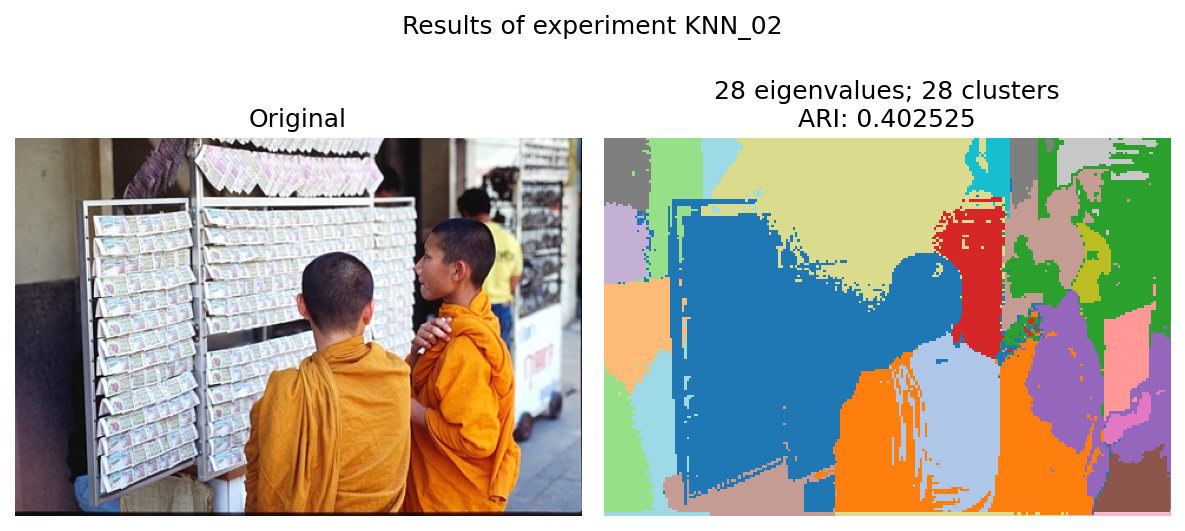 Results of experiment KNN_02
Original
28 eigenvalues; 28 clusters
ARI: 0.402525